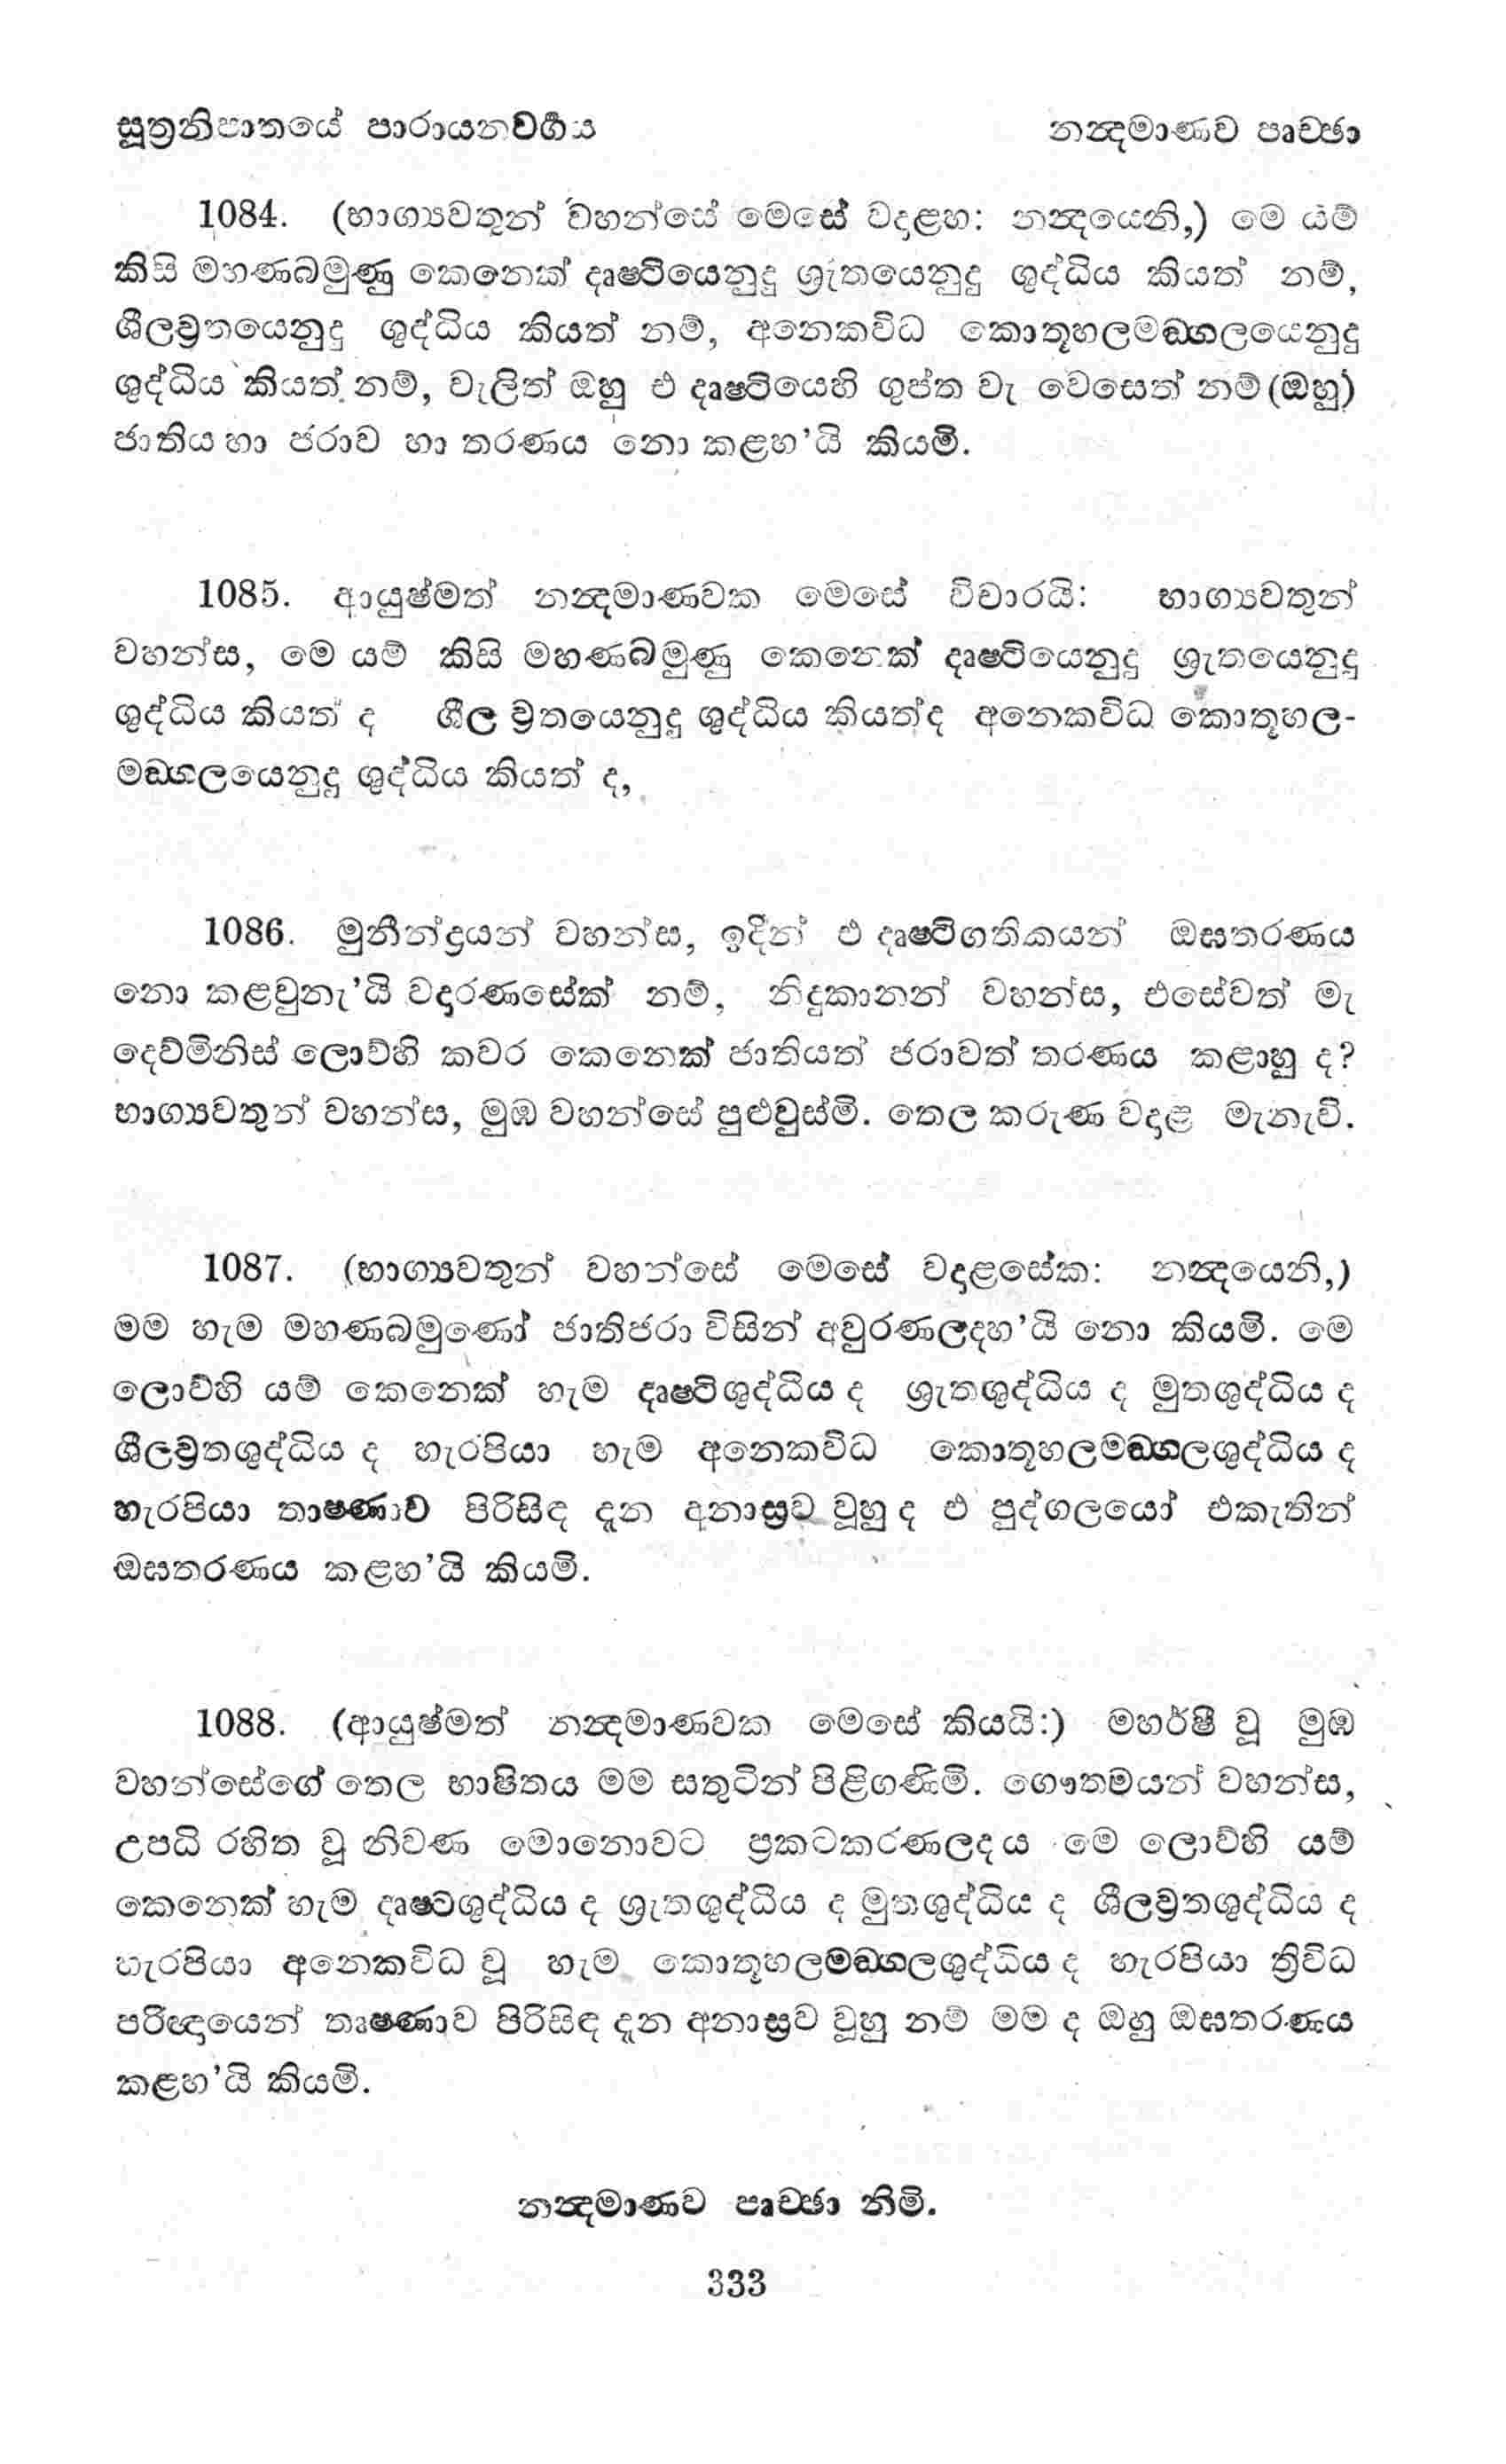 සූත්‍රනිපාතයේ පාරායනවර්‍ගය
නන්‍දමාණව පෘච්ඡා
1084. (භාග්‍යවතුන් වහන්සේ මෙසේ වදාළහ: නන්‍දයෙනි,) මෙ යම්
කිසි මහණබමුණු කෙනෙක් දෘෂ්ටියෙනුදු ශ්‍රැතයෙනුදු ශුද්ධිය කියත් නම්,
ශීලව්‍රතයෙනුදු ශුද්ධිය කියත් නම්, අනෙකවිධ කොතූහලමඞ්ගලයෙනුදු
ශුද්ධිය කියත් නම්, වැලිත් ඔහු එ දෘෂ්ටියෙහි ගුප්ත වැ වෙසෙත් නම් (ඔහු)
ජාතිය හා ජරාව හා තරණය නො කළහ’යි කියමි.
1085. ආයුෂ්මත් නන්‍දමාණවක මෙසේ විචාරයි: භාග්‍යවතුන්
වහන්ස, මෙ යම් කිසි මහණබමුණු කෙනෙක් දෘෂ්ටියෙනුදු ශ්‍රැතයෙනුදු
ශුද්ධිය කියත් ද ශීල ව්‍රතයෙනුදු ශුද්ධිය කියත්ද අනෙකවිධ කොතූහල-
මඞ්ගලයෙනුදු ශුද්ධිය කියත් ද,
1086. මුනීන්ද්‍රයන් වහන්ස, ඉදින් එ දෘෂ්ටිගතිකයන් ඔඝතරණය
නො කළවුනැ’යි වදාරණසේක් නම්, නිදුකානන් වහන්ස, එසේවත් මැ
දෙව්මිනිස් ලොව්හි කවර කෙනෙක් ජාතියත් ජරාවත් තරණය කළාහු ද?
භාග්‍යවතුන් වහන්ස, මුඹ වහන්සේ පුළුවුස්මි. තෙල කරුණ වදාළ මැනැවි.
1087. (භාග්‍යවතුන් වහන්සේ මෙසේ වදාළසේක: නන්‍දයෙනි,)
මම හැම මහණබමුණෝ ජාතිජරා විසින් අවුරණලදහ’යි නො කියමි. මෙ
ලොව්හි යම් කෙනෙක් හැම දෘෂ්ටිශුද්ධිය ද ශ්‍රැතශුද්ධිය ද මුතශුද්ධිය ද
ශීලව්‍රතශුද්ධිය ද හැරපියා හැම අනෙකවිධ කොතූහලමඞ්ගලශුද්ධිය ද
හැරපියා තාෂ්ණාව පිරිසිඳ දැන අනාස්‍රව වූහු ද එ පුද්ගලයෝ එකැතින්
ඔඝතරණය කළහ’යි කියමි.
1088. (ආයුෂ්මත් නන්‍දමාණවක මෙසේ කියයි:) මහර්ෂී වූ මුඹ
වහන්සේගේ තෙල භාෂිතය මම සතුටින් පිළිගණිමි. ගෞතමයන් වහන්ස,
උපධි රහිත වූ නිවණ මොනොවට ප්‍රකටකරණලදය මෙ ලොව්හි යම්
කෙනෙක් හැම දෘෂ්ටශුද්ධිය ද ශ්‍රැතශුද්ධිය ද මුතශුද්ධිය ද ශීලව්‍රතශුද්ධිය ද
හැරපියා අනෙකවිධ වූ හැම කොතූහලමඞ්ගලශුද්ධිය ද හැරපියා ත්‍රිවිධ
පරිඥායෙන් තෘෂ්ණාව පිරිසිඳ දැන අනාස්‍රව වූහු නම් මම ද ඔහු ඔඝතරණය
කළහ’යි කියමි.
නන්‍දමාණව පෘච්ඡා නිමි.
333